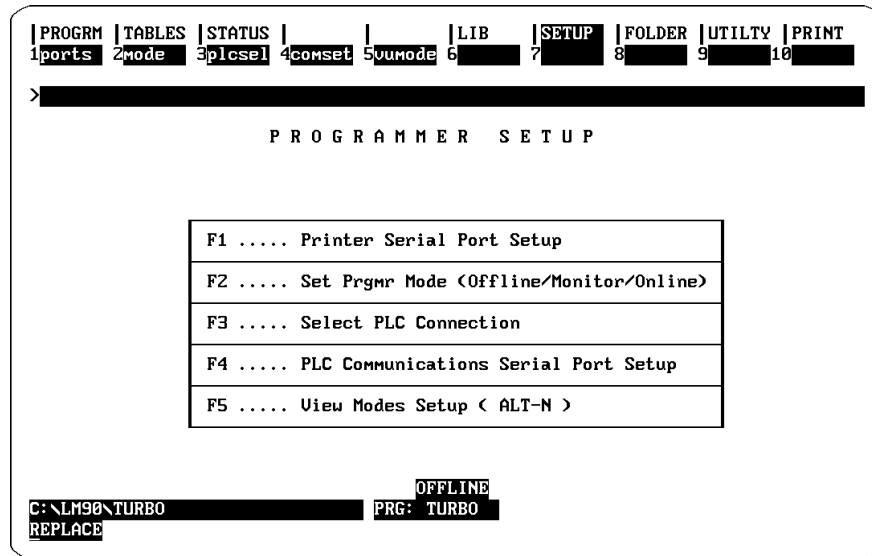 |PROGRM |TABLES |STATUS | | |LIB |SETUP |FOLDER |UTILTY |PRINT
1ports 2mode 3plcsel 4comset 5vumode 6 7 8 9 10
>
P R O G R A M M E R S E T U P
F1 ..... Printer Serial Port Setup
F2 ..... Set Prgmr Mode (Offline/Monitor/Online)
F3 ..... Select PLC Connection
F4 ..... PLC Communications Serial Port Setup
F5 ..... View Modes Setup ( ALT-N )
OFFLINE
C:\LM90\TURBO PRG: TURBO
REPLACE